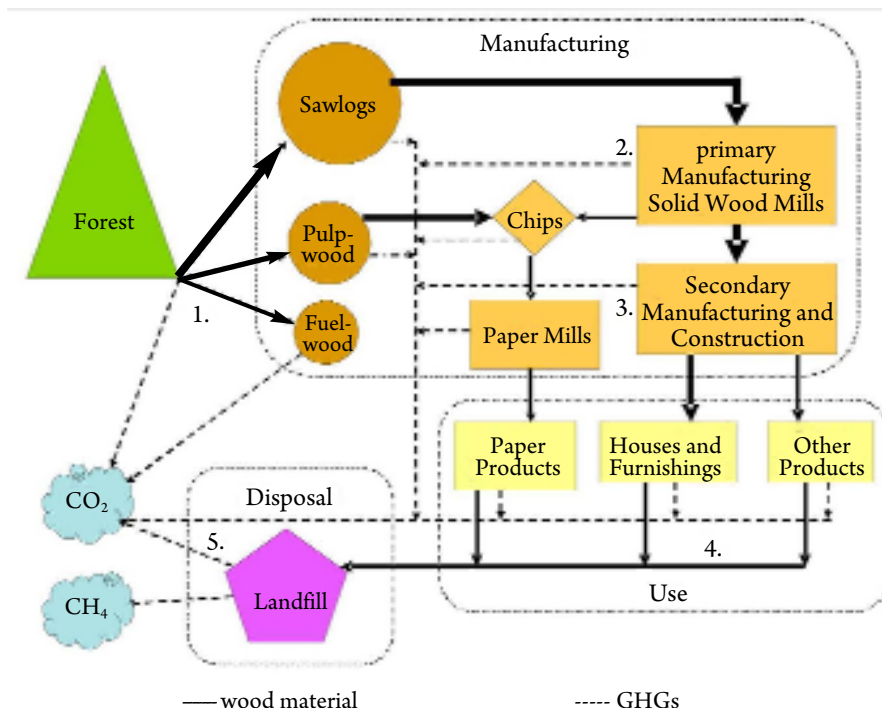 Manufacturing
Sawlogs
2.
primary
Manufacturing
Solid Wood Mills
Forest
Chips
Pulp-
wood
1.
Secondary
3.
Manufacturing and
Construction
Fuel-
wood
Paper Mills
Paper
Products
Houses and
Furnishings
Other
Products
CO₂
Disposal
5.
4.
Landfill
CH₄
Use
wood material
GHGs